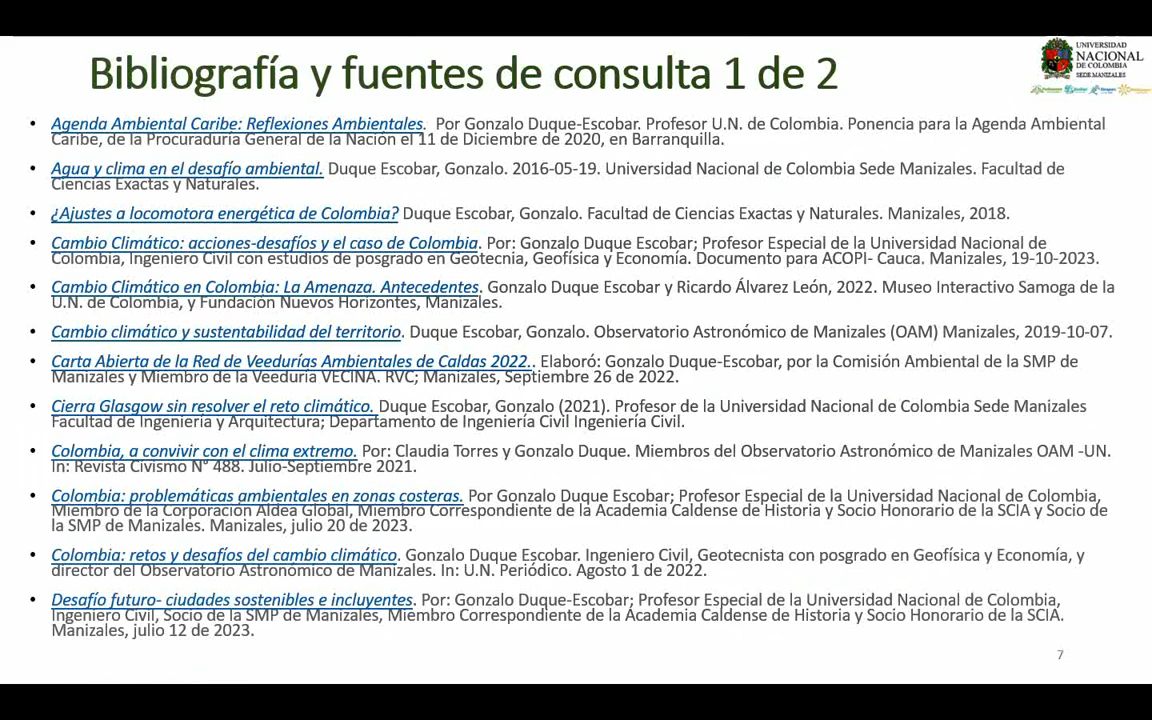 Bibliografía y fuentes de consulta 1 de 2
UNIVERSIDAD
NACIONAL
DE COLOMBIA
SEDE MANIZALES
• Agenda Ambiental Caribe: Reflexiones Ambientales. Por Gonzalo Duque-Escobar. Profesor U.N. de Colombia. Ponencia para la Agenda Ambiental
Caribe, de la Procuraduría General de la Nación el 11 de Diciembre de 2020, en Barranquilla.
• Agua y clima en el desafío ambiental. Duque Escobar, Gonzalo. 2016-05-19. Universidad Nacional de Colombia Sede Manizales. Facultad de
Ciencias Exactas y Naturales.
• ¿Ajustes a locomotora energética de Colombia? Duque Escobar, Gonzalo. Facultad de Ciencias Exactas y Naturales. Manizales, 2018.
• Cambio Climático: acciones-desafíos y el caso de Colombia. Por: Gonzalo Duque Escobar; Profesor Especial de la Universidad Nacional de
Colombia, Ingeniero Civil con estudios de posgrado en Geotecnia, Geofísica y Economía. Documento para ACOPI- Cauca. Manizales, 19-10-2023.
• Cambio Climático en Colombia: La Amenaza. Antecedentes. Gonzalo Duque Escobar y Ricardo Álvarez León, 2022. Museo Interactivo Samoga de la
U.N. de Colombia, y Fundación Nuevos Horizontes, Manizales.
• Cambio climático y sustentabilidad del territorio. Duque Escobar, Gonzalo. Observatorio Astronómico de Manizales (OAM) Manizales, 2019-10-07.
• Carta Abierta de la Red de Veedurías Ambientales de Caldas 2022.. Elaboró: Gonzalo Duque-Escobar, por la Comisión Ambiental de la SMP de
Manizales y Miembro de la Veeduría VECINA. RVC; Manizales, Septiembre 26 de 2022.
• Cierra Glasgow sin resolver el reto climático. Duque Escobar, Gonzalo (2021). Profesor de la Universidad Nacional de Colombia Sede Manizales
Facultad de Ingeniería y Arquitectura; Departamento de Ingeniería Civil Ingeniería Civil.
• Colombia, a convivir con el clima extremo. Por: Claudia Torres y Gonzalo Duque. Miembros del Observatorio Astronómico de Manizales OAM -UN.
In: Revista Civismo N° 488. Julio-Septiembre 2021.
• Colombia: problemáticas ambientales en zonas costeras. Por Gonzalo Duque Escobar; Profesor Especial de la Universidad Nacional de Colombia,
Miembro de la Corporación Aldea Global, Miembro Correspondiente de la Academia Caldense de Historia y Socio Honorario de la SCIA y Socio de
la SMP de Manizales. Manizales, julio 20 de 2023.
• Colombia: retos y desafíos del cambio climático. Gonzalo Duque Escobar. Ingeniero Civil, Geotecnista con posgrado en Geofísica y Economía, y
director del Observatorio Astronómico de Manizales. In: U.N. Periódico. Agosto 1 de 2022.
• Desafío futuro- ciudades sostenibles e incluyentes. Por: Gonzalo Duque-Escobar; Profesor Especial de la Universidad Nacional de Colombia,
Ingeniero Civil, Socio de la SMP de Manizales, Miembro Correspondiente de la Academia Caldense de Historia y Socio Honorario de la SCIA.
Manizales, julio 12 de 2023.
7